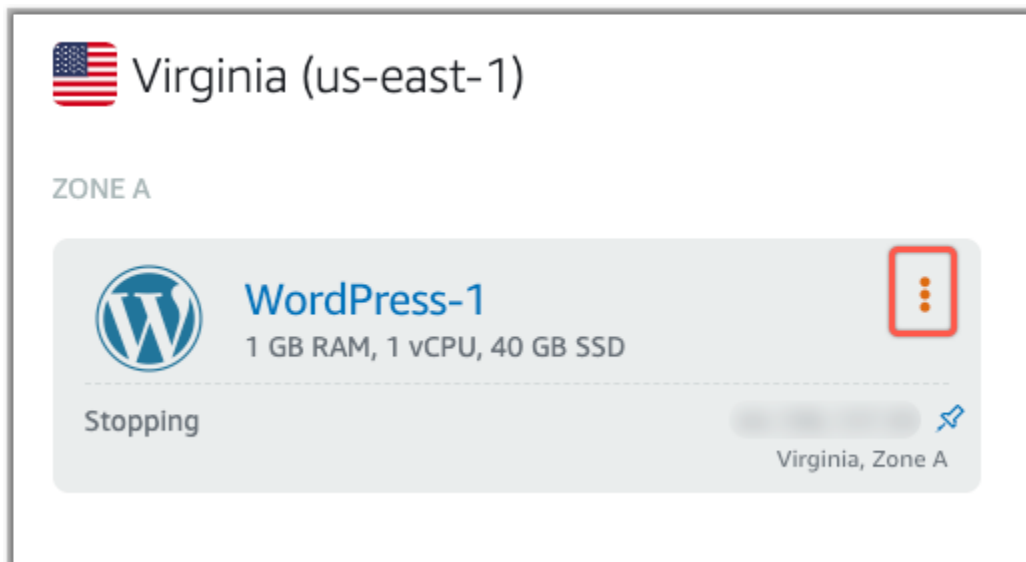 Virginia (us-east-1)
ZONE A
WordPress-1
1 GB RAM, 1 vCPU, 40 GB SSD
Stopping
Virginia, Zone A